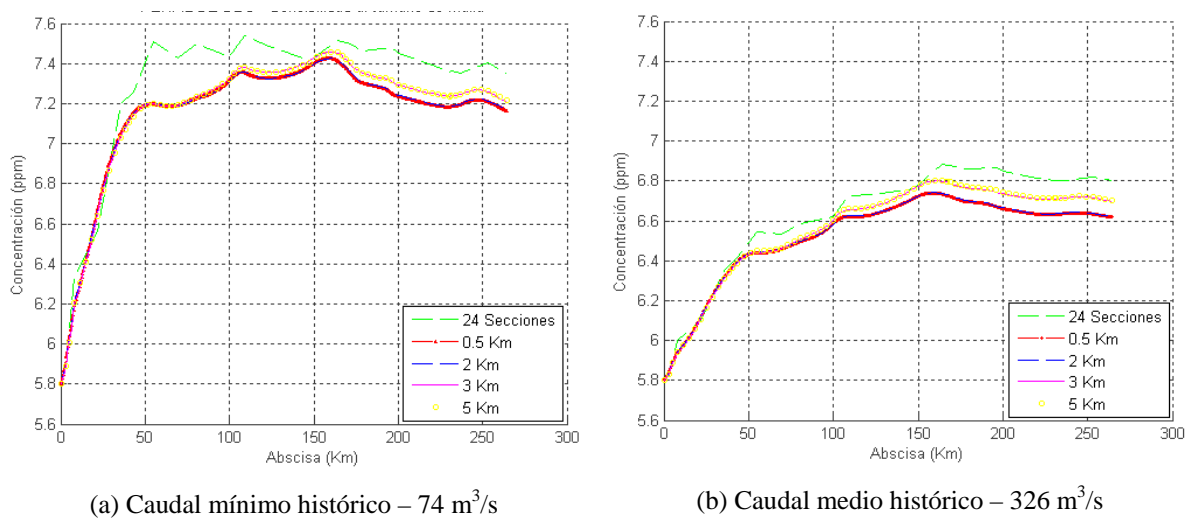 7.6
7.4
7.2
7
6.8
6.6
6.4
6.2
6
5.8
5.6
Concentración (ppm)
0 50 100 150 200 250 300
Abscisa (Km)
24 Secciones
0.5 Km
2 Km
3 Km
5 Km
(a) Caudal mínimo histórico – 74 m³/s
7.6
7.4
7.2
7
6.8
6.6
6.4
6.2
6
5.8
5.6
Concentración (ppm)
0 50 100 150 200 250 300
Abscisa (Km)
24 Secciones
0.5 Km
2 Km
3 Km
5 Km
(b) Caudal medio histórico – 326 m³/s